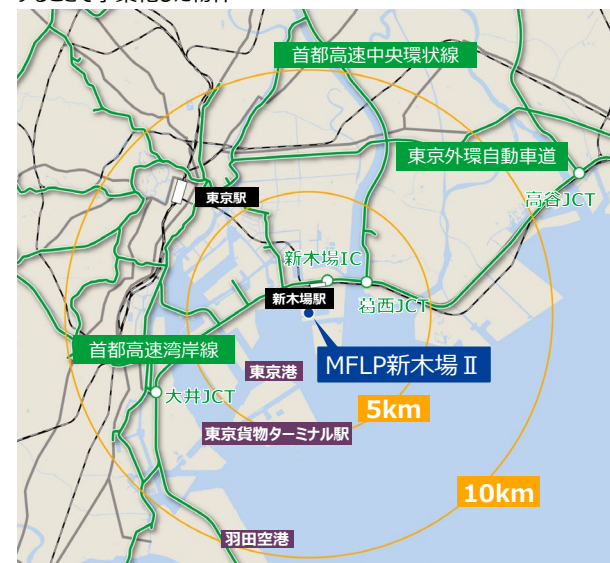 首都高速中央環状線
東京外環自動車道
高谷JCT
東京駅
新木場IC
新木場駅
葛西JCT
首都高速湾岸線
東京港
MFLP新木場Ⅱ
大井JCT
5km
東京貨物ターミナル駅
10km
羽田空港